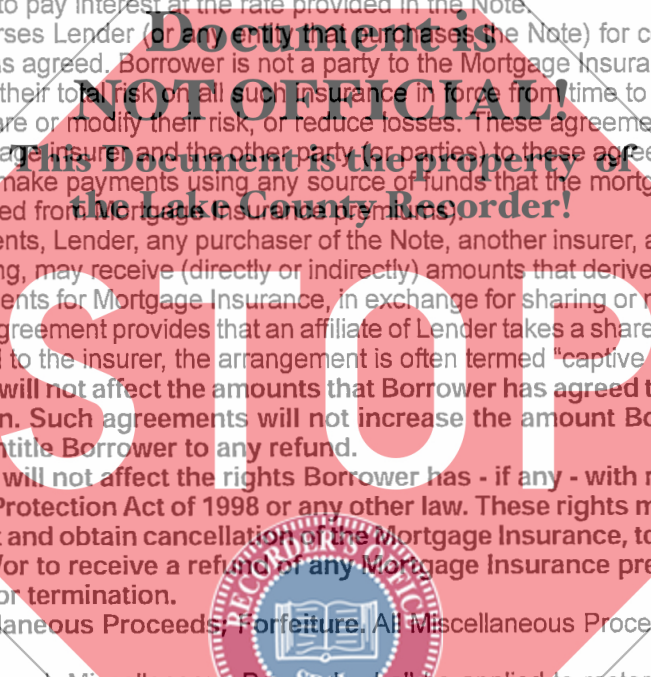 to pay interest at the rate provided in the Note.
rses Lender (or any entity that purchases the Note) for c
Document is
s agreed. Borrower is not a party to the Mortgage Insura
their total risk on all such insurance in force from time to
NOT OFFICIAL!
re or modify their risk, or reduce losses. These agreeme
age insurer and the other party (or parties) to these agree
This Document is the property of
make payments using any source of funds that the mortg
ed from Mortgage Insurance premiums).
the Lake County Recorder!
ents, Lender, any purchaser of the Note, another insurer, a
ng, may receive (directly or indirectly) amounts that derive
ents for Mortgage Insurance, in exchange for sharing or
greement provides that an affiliate of Lender takes a share
to the insurer, the arrangement is often termed "captive
STOP
will not affect the amounts that Borrower has agreed t
n. Such agreements will not increase the amount Bo
ntitle Borrower to any refund.
will not affect the rights Borrower has - if any - with r
Protection Act of 1998 or any other law. These rights m
t and obtain cancellation of the Mortgage Insurance, to
/or to receive a refund of any Mortgage Insurance pre
or termination.
RECORDER'S OFFIC
laneous Proceeds; Forfeiture. All Miscellaneous Proce